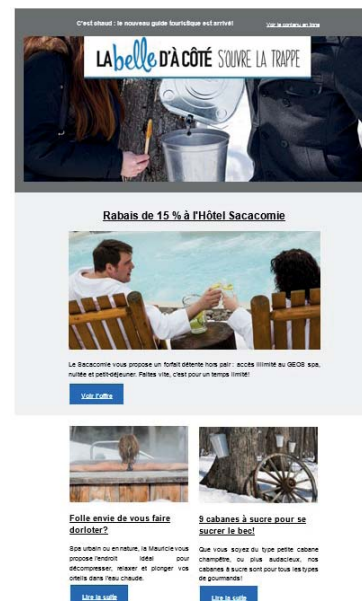 C'est chaud : le nouveau guide touristique est arrivé!
Voir le contenu en ligne
LA belle D'À CÔTÉ S'OUVRE LA TRAPPE
Rabais de 15 % à l'Hôtel Sacacomie
Le Sacacomie vous propose un forfait détente hors pair : accès illimité au GEOS spa,
nuitée et petit-déjeuner. Faites vite, c'est pour un temps limité!
Voir l'offre
Folle envie de vous faire
dorloter?
Spa urbain ou en nature, la Mauricie vous
propose l'endroit idéal pour
décompresser, relaxer et plonger vos
orteils dans l'eau chaude.
Lire la suite
9 cabanes à sucre pour se
sucrer le bec!
Que vous soyez du type petite cabane
champêtre, ou plus audacieux, nos
cabanes à sucre sont pour tous les types
de gourmands!
Lire la suite